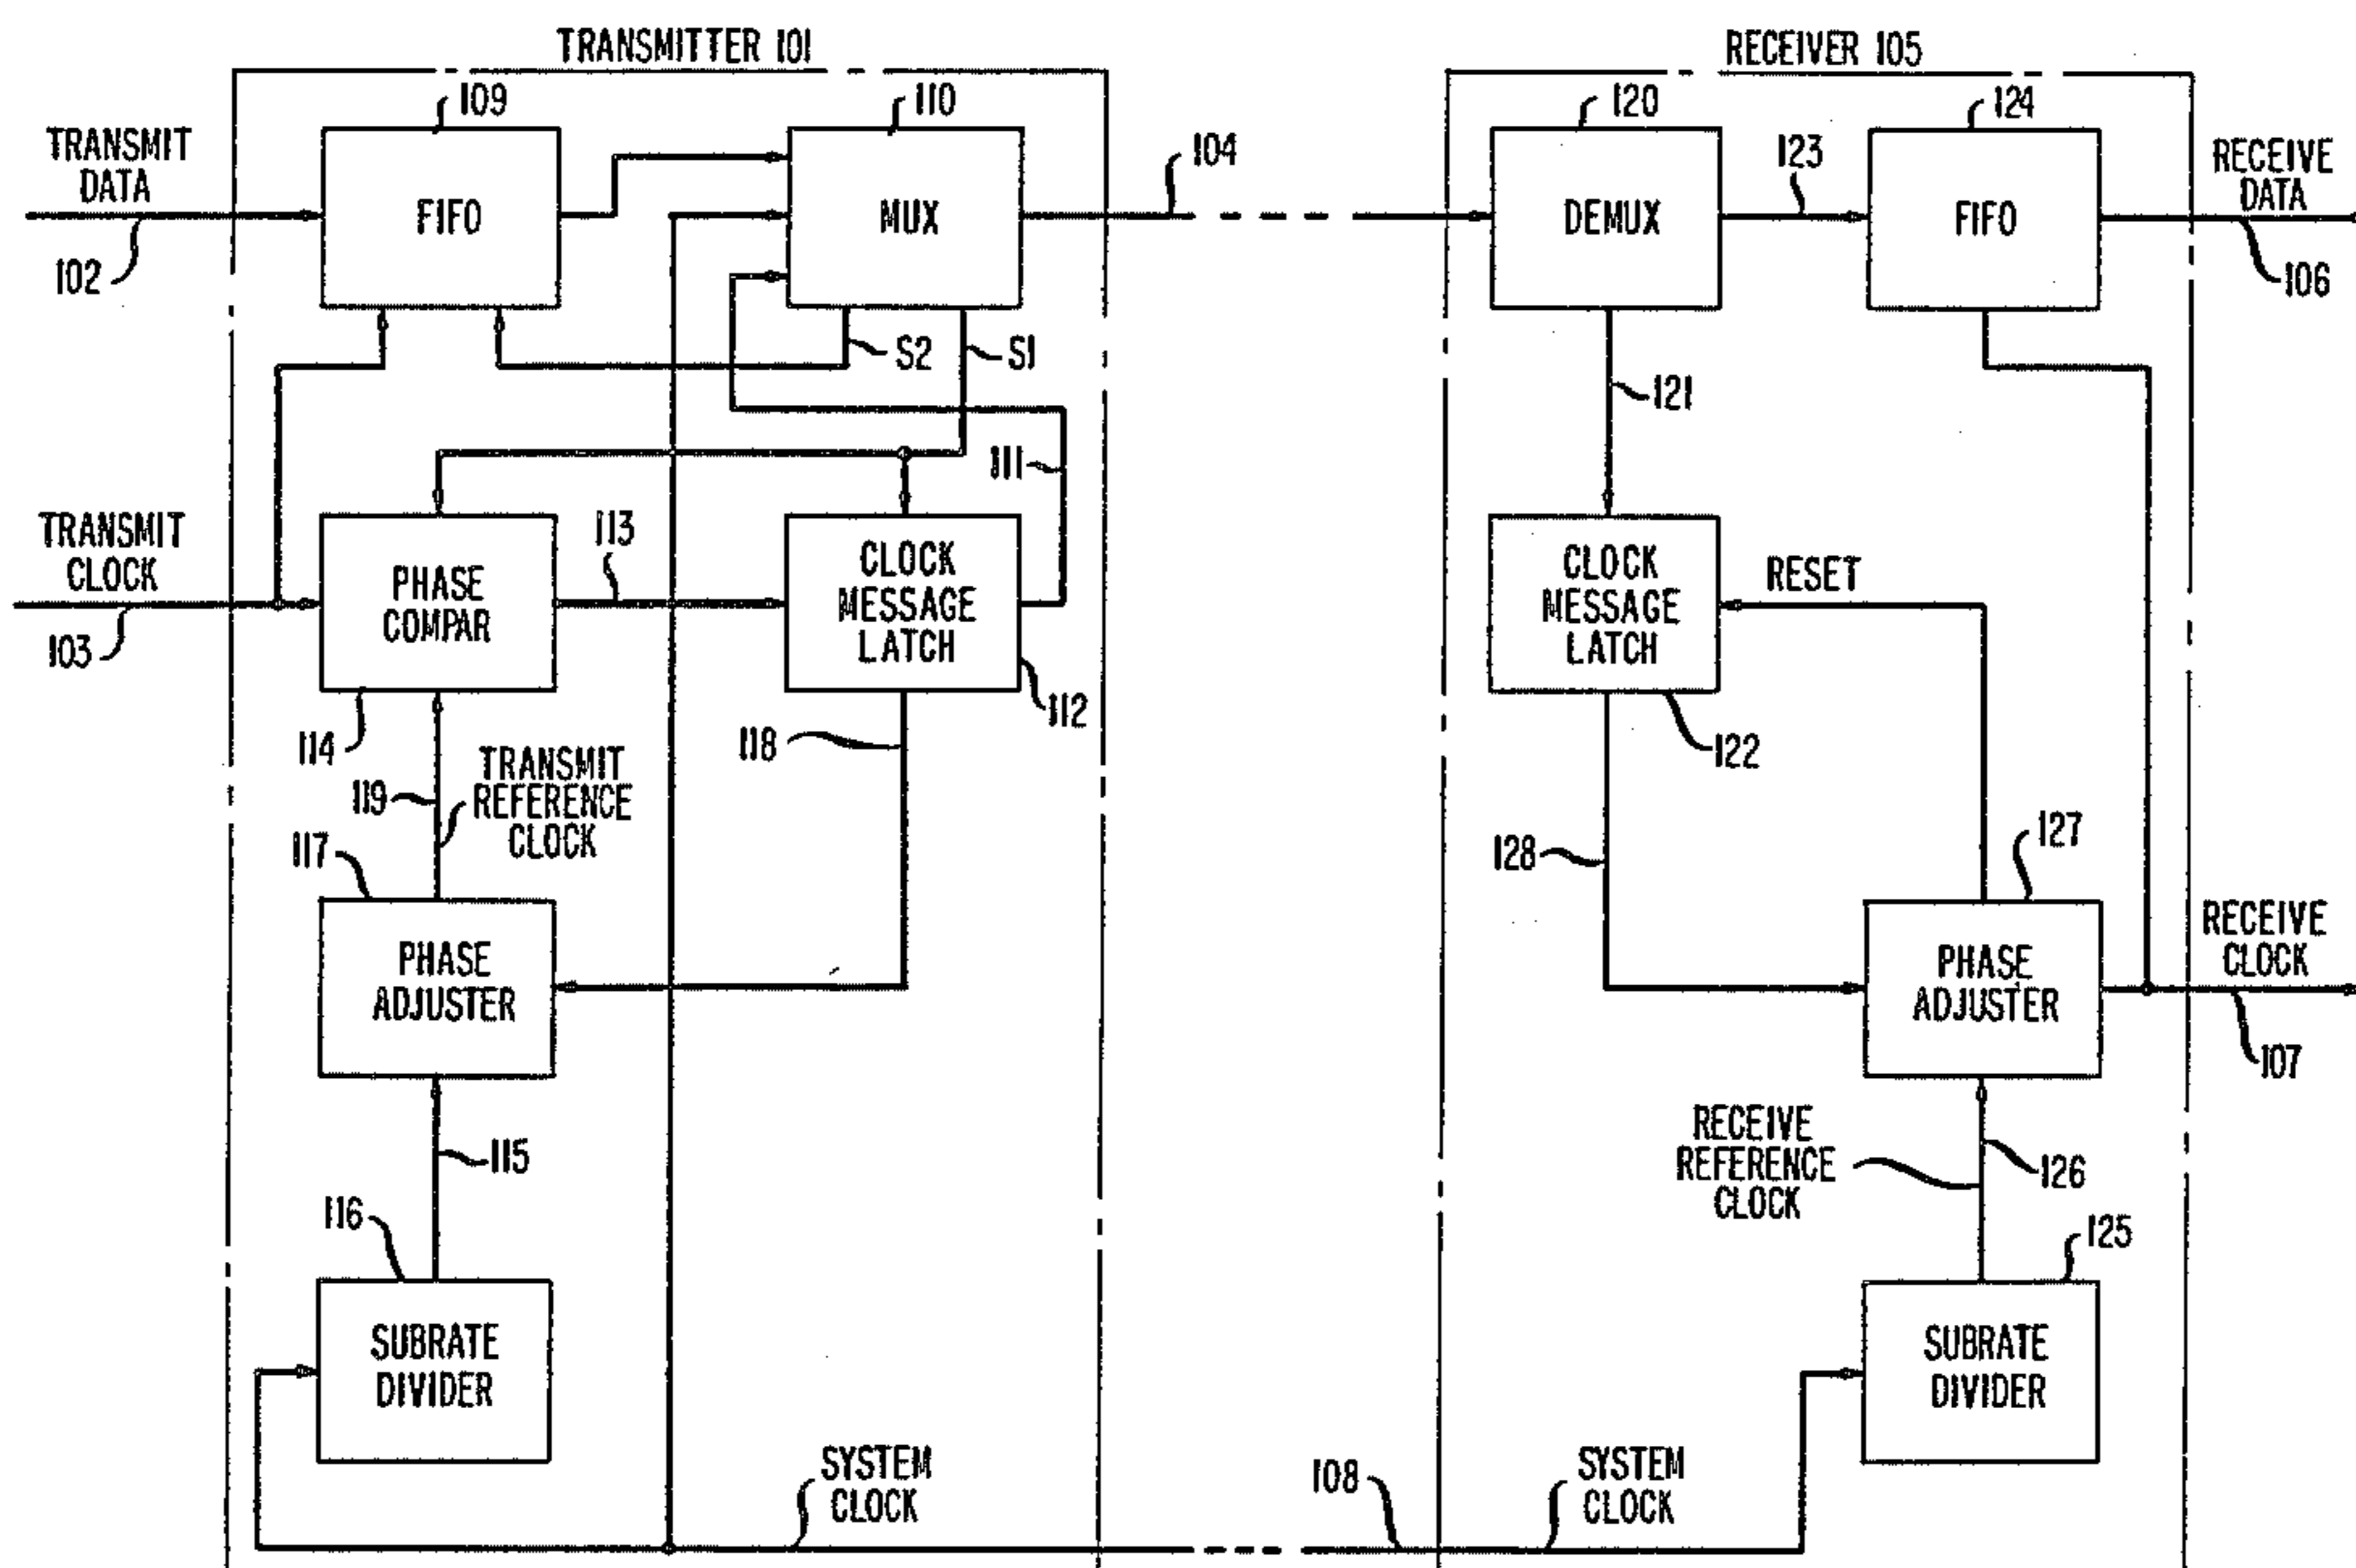 TRANSMITTER 101
RECEIVER 105
109
110
120
124
TRANSMIT
DATA
102
FIFO
MUX
104
DEMUX
123
FIFO
RECEIVE
DATA
106
S2
S1
121
111
TRANSMIT
CLOCK
103
PHASE
COMPAR
113
CLOCK
MESSAGE
LATCH
112
114
CLOCK
MESSAGE
LATCH
RESET
122
118
119
TRANSMIT
REFERENCE
CLOCK
117
128
127
PHASE
ADJUSTER
PHASE
ADJUSTER
RECEIVE
CLOCK
107
115
RECEIVE
REFERENCE
CLOCK
126
116
125
SUBRATE
DIVIDER
SUBRATE
DIVIDER
SYSTEM
CLOCK
108
SYSTEM
CLOCK